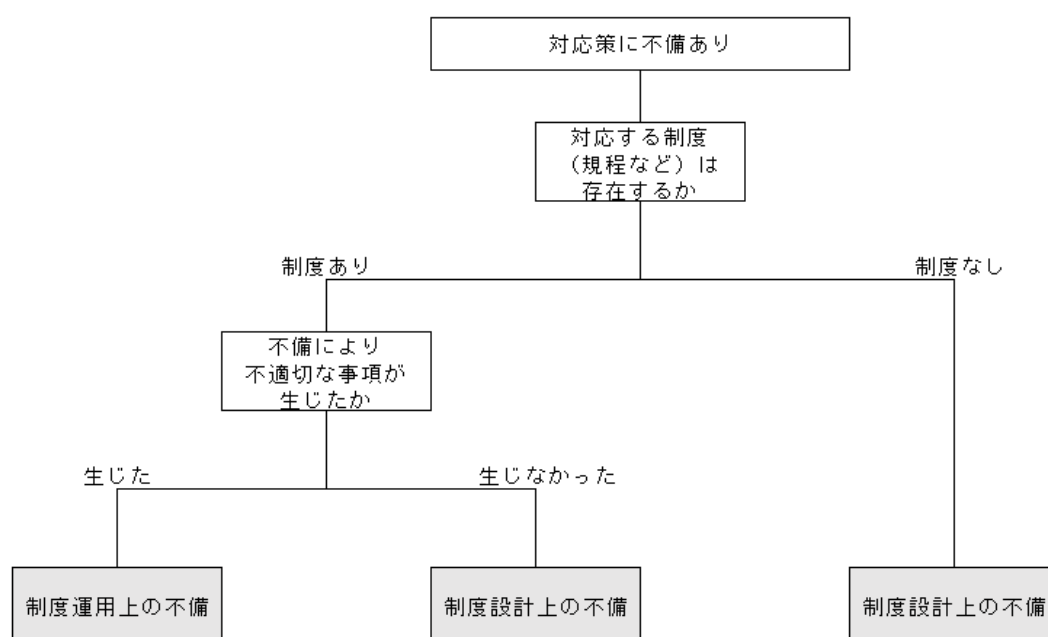 対応策に不備あり
対応する制度
（規程など）は
存在するか
制度あり
制度なし
不備により
不適切な事項が
生じたか
生じた
生じなかった
制度運用上の不備
制度設計上の不備
制度設計上の不備